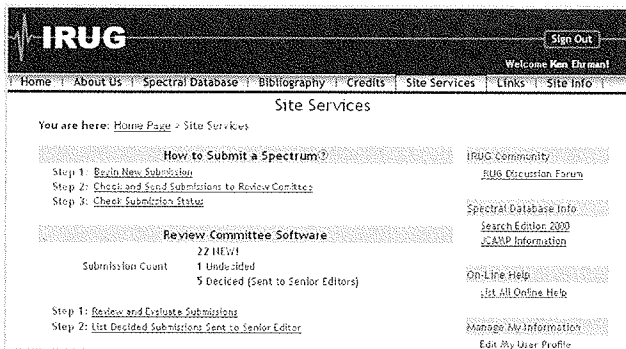 IRUG
Sign Out
Welcome Ken Ehrman!
Home | About Us | Spectral Database | Bibliography | Credits | Site Services | Links | Site Info |
Site Services
You are here: Home Page > Site Services
How to Submit a Spectrum?
Step 1: Begin New Submission
Step 2: Check and Send Submissions to Review Comittee
Step 3: Check Submission Status
Review Committee Software
22 NEW!
Submission Count 1 Undecided
5 Decided (Sent to Senior Editors)
Step 1: Review and Evaluate Submissions
Step 2: List Decided Submissions Sent to Senior Editor
IRUG Community
IRUG Discussion Forum
Spectral Database Info
Search Edition 2000
JCAMP Information
On-Line Help
List All Online Help
Manage My Information
Edit My User Profile